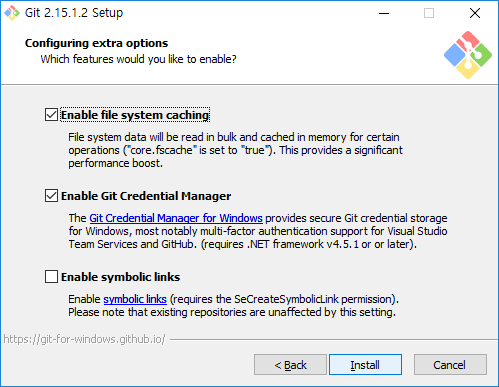 Git 2.15.1.2 Setup
Configuring extra options
Which features would you like to enable?
Enable file system caching
File system data will be read in bulk and cached in memory for certain
operations ("core.fscache" is set to "true"). This provides a significant
performance boost.
Enable Git Credential Manager
The Git Credential Manager for Windows provides secure Git credential storage
for Windows, most notably multi-factor authentication support for Visual Studio
Team Services and GitHub. (requires .NET framework v4.5.1 or or later).
Enable symbolic links
Enable symbolic links (requires the SeCreateSymbolicLink permission).
Please note that existing repositories are unaffected by this setting.
https://git-for-windows.github.io/
< Back Install Cancel